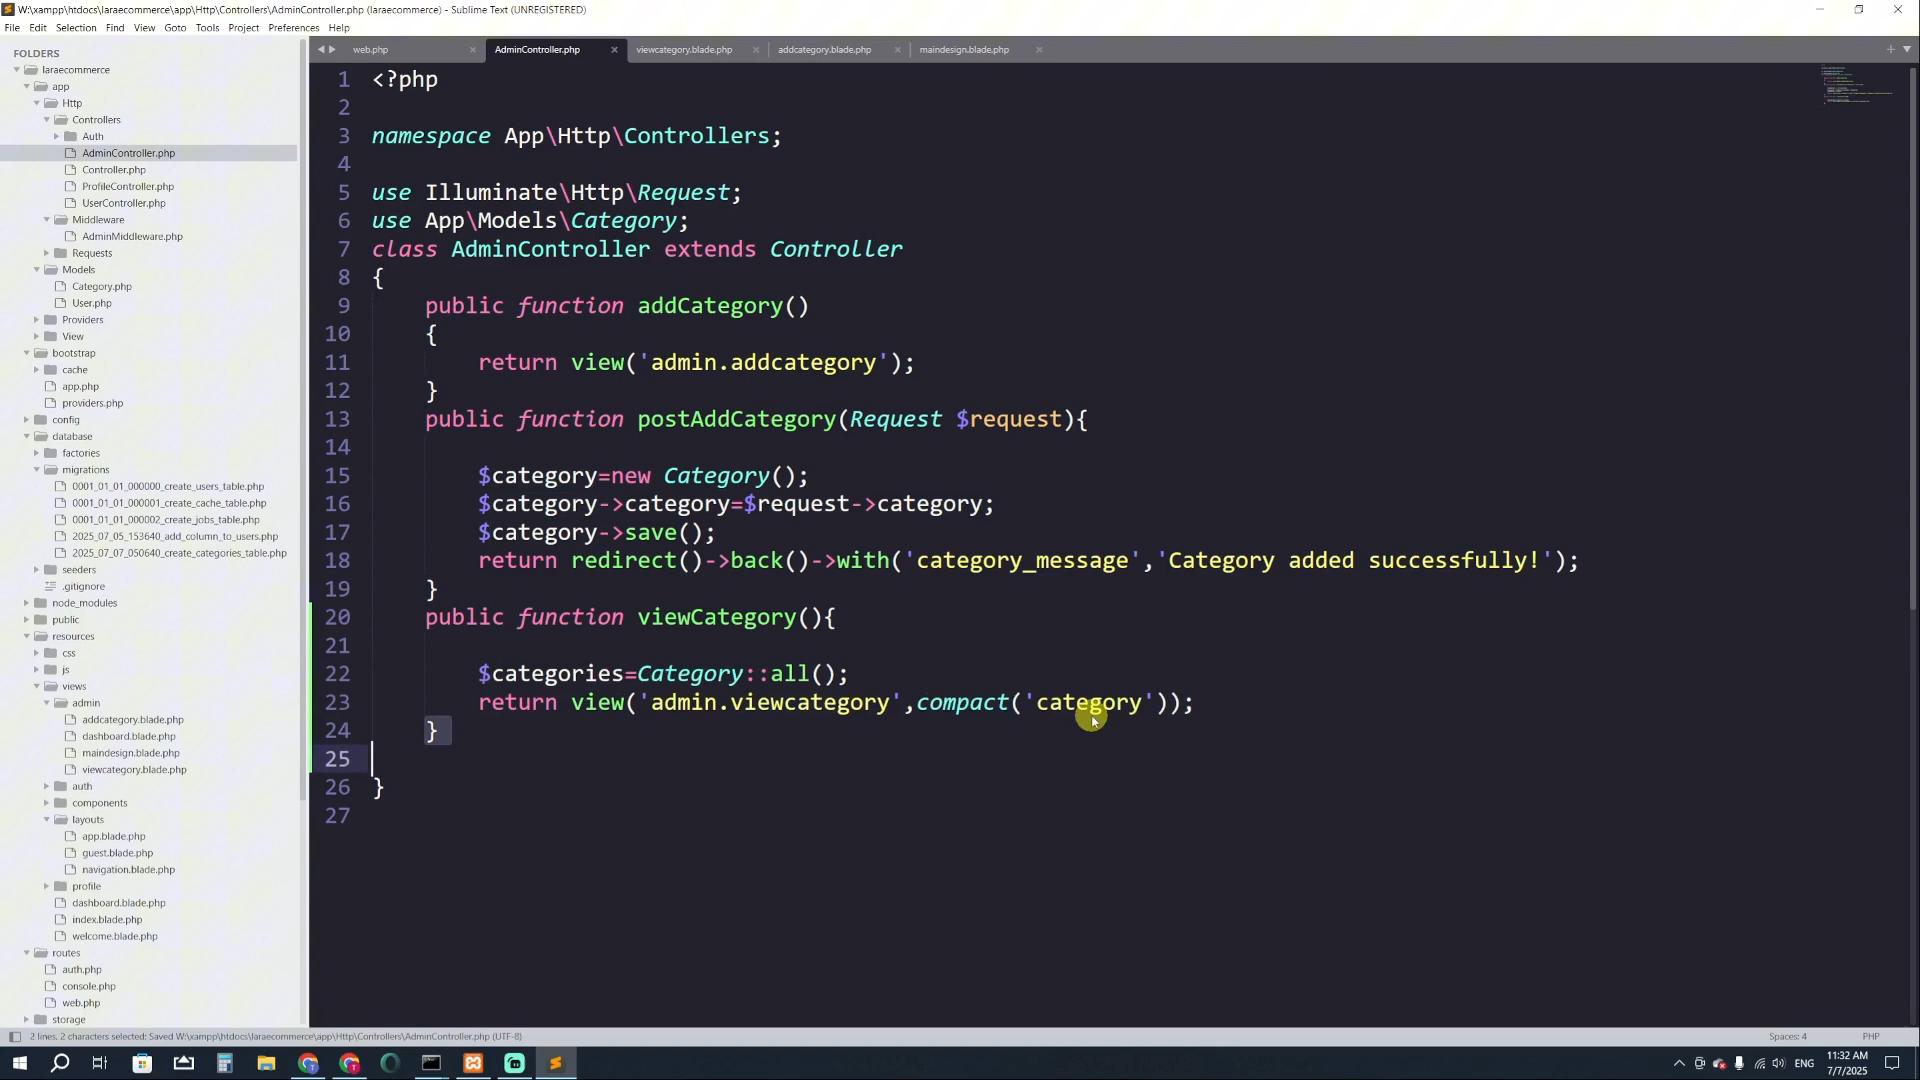 W:\xampp\htdocs\laraecommerce\app\Http\Controllers\AdminController.php (laraecommerce) - Sublime Text (UNREGISTERED)
File Edit Selection Find View Goto Tools Project Preferences Help
FOLDERS
laraecommerce
app
Http
Controllers
Auth
AdminController.php
Controller.php
ProfileController.php
UserController.php
Middleware
AdminMiddleware.php
Requests
Models
Category.php
User.php
Providers
View
bootstrap
cache
app.php
providers.php
config
database
factories
migrations
0001_01_01_000000_create_users_table.php
0001_01_01_000001_create_cache_table.php
0001_01_01_000002_create_jobs_table.php
2025_07_05_153640_add_column_to_users.php
2025_07_07_050640_create_categories_table.php
seeders
.gitignore
node_modules
public
resources
css
js
views
admin
addcategory.blade.php
dashboard.blade.php
maindesign.blade.php
viewcategory.blade.php
auth
components
layouts
app.blade.php
guest.blade.php
navigation.blade.php
profile
dashboard.blade.php
index.blade.php
welcome.blade.php
routes
auth.php
console.php
web.php
storage
web.php AdminController.php viewcategory.blade.php addcategory.blade.php maindesign.blade.php
1 <?php
2
3 namespace App\Http\Controllers;
4
5 use Illuminate\Http\Request;
6 use App\Models\Category;
7 class AdminController extends Controller
8 {
9 public function addCategory()
10 {
11 return view('admin.addcategory');
12 }
13 public function postAddCategory(Request $request){
14
15 $category=new Category();
16 $category->category=$request->category;
17 $category->save();
18 return redirect()->back()->with('category_message','Category added successfully!');
19 }
20 public function viewCategory(){
21
22 $categories=Category::all();
23 return view('admin.viewcategory',compact('category'));
24 }
25
26 }
27
2 lines, 2 characters selected: Saved W:\xampp\htdocs\laraecommerce\app\Http\Controllers\AdminController.php (UTF-8) Spaces: 4 PHP
ENG 11:32 AM
7/7/2025